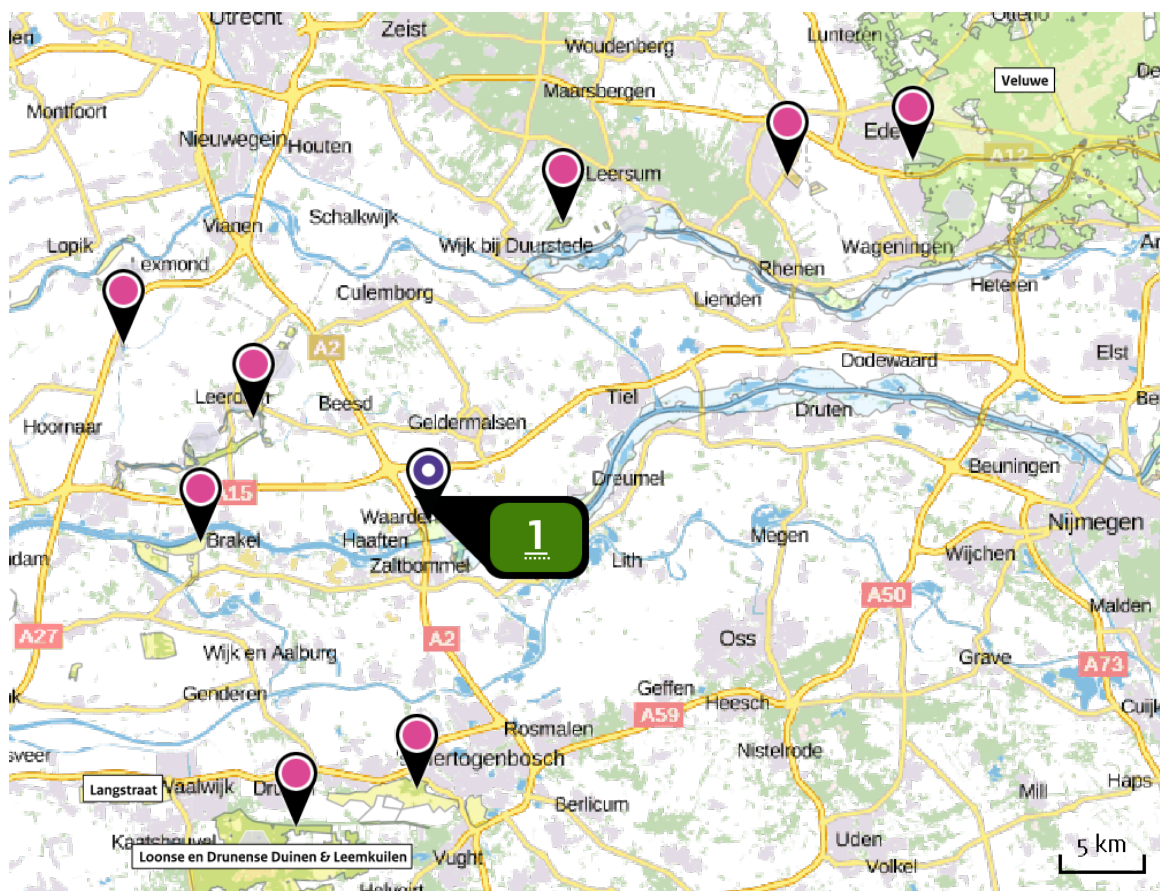 Utrecht
Zeist
Woudenberg
Lunteren
Maarsbergen
Veluwe
Montfoort
Nieuwegein
Houten
Ede
A12
Leersum
Schalkwijk
Vianen
Lopik
Lexmond
Wijk bij Duurstede
Wageningen
Rhenen
Culemborg
Lienden
Heteren
A2
Dodewaard
Elst
Beesd
Tiel
Druten
Hoornaar
Geldermalsen
Beuningen
A15
Dreumel
Nijmegen
Brakel
Haaften
1
Lith
Megen
Wijchen
Zaltbommel
A50
Malden
A27
A2
Oss
Wijk en Aalburg
Grave
A73
Genderen
Geffen
Heesch
Cuijk
A59
Rosmalen
Nistelrode
Haps
Langstraat
Mill
Berlicum
Uden
5 km
Loonse en Drunense Duinen & Leemkuilen
Vught
Volkel